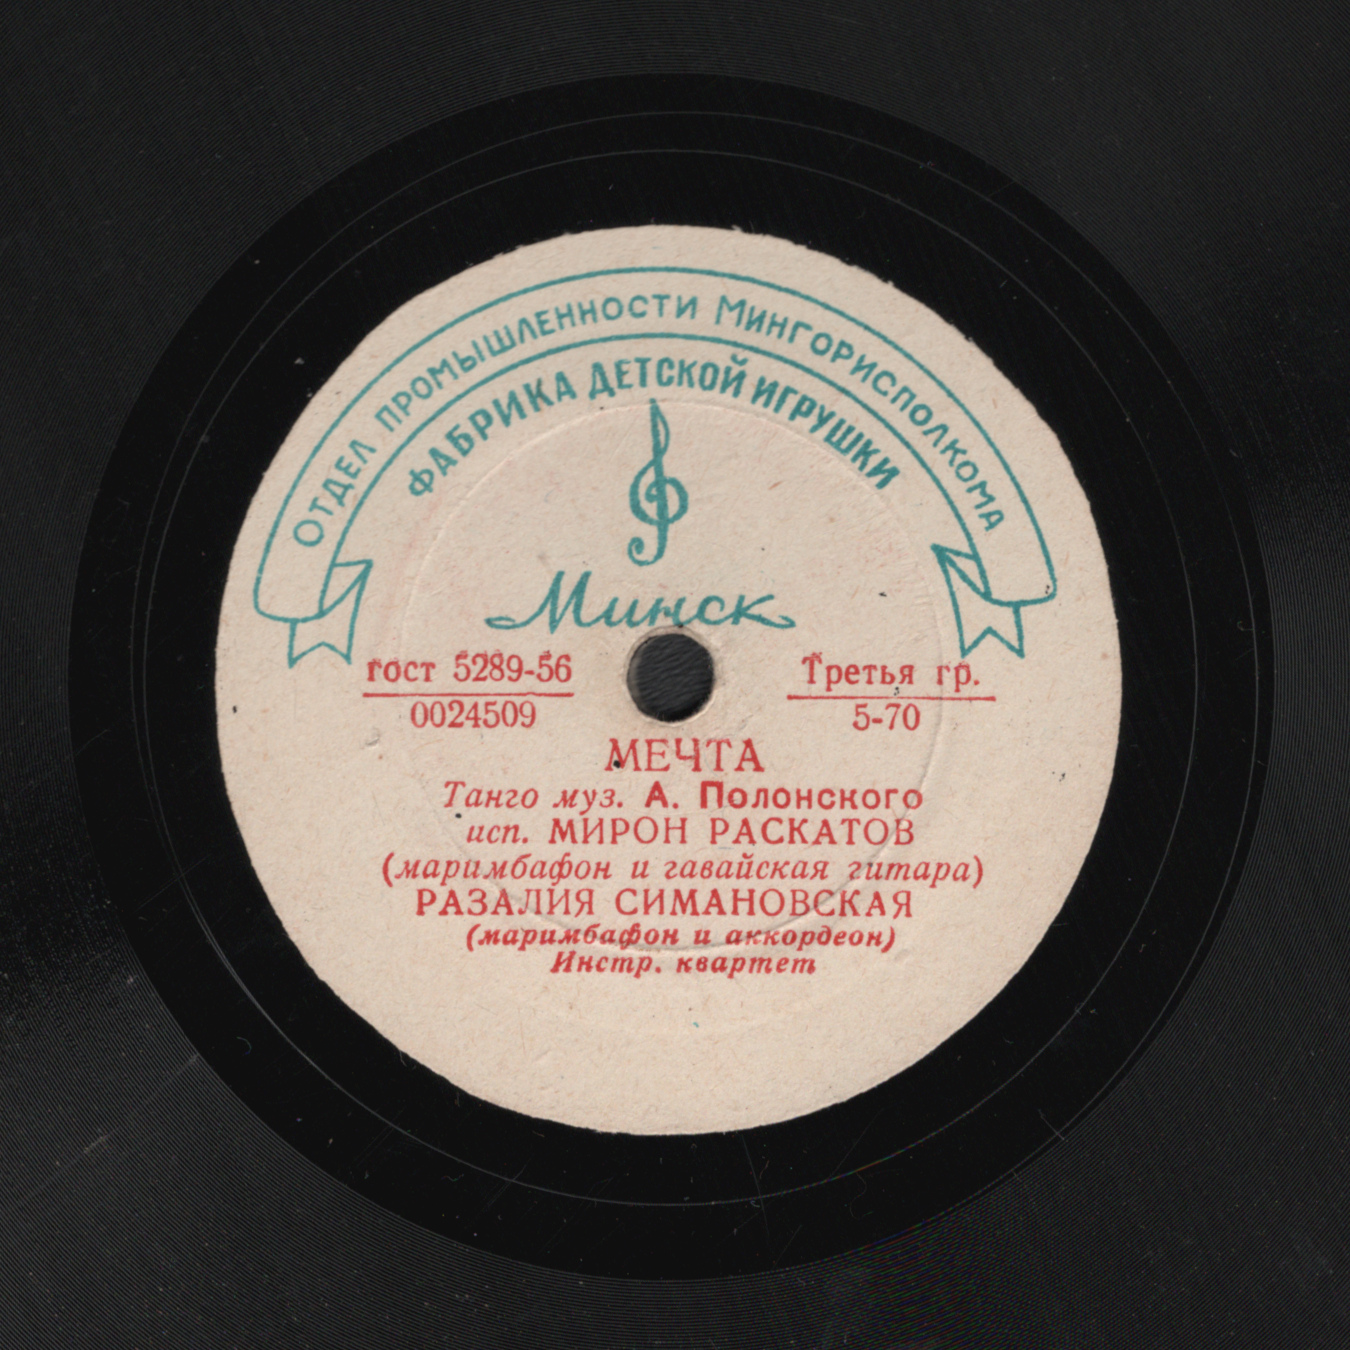 Отдел промышленности Мингорисполкома
ФАБРИКА ДЕТСКОЙ ИГРУШКИ
Минск
гост 5289-56
0024509
Третья гр.
5-70
МЕЧТА
Танго муз. А. Полонского
исп. МИРОН РАСКАТОВ
(маримбафон и гавайская гитара)
РАЗАЛИЯ СИМАНОВСКАЯ
(маримбафон и аккордеон)
Инстр. квартет